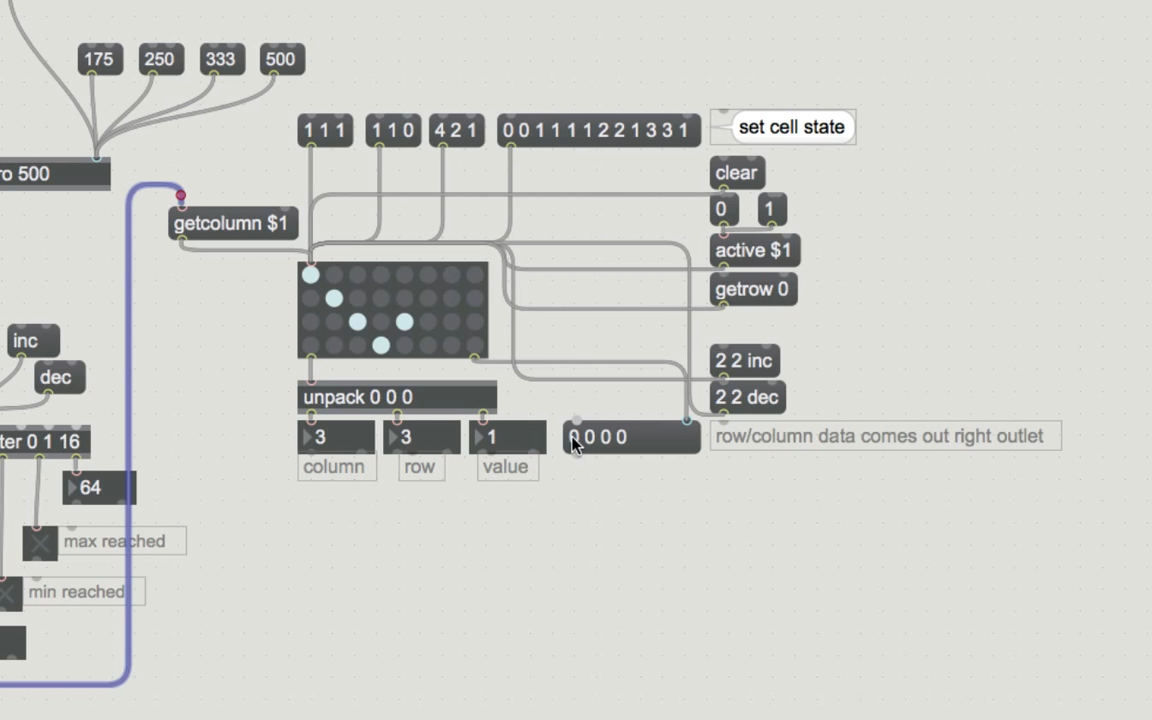 175 250 333 500
1 1 1 1 1 0 4 2 1 0 0 1 1 1 1 2 2 1 3 3 1 set cell state
ro 500
clear
0 1
getcolumn $1
active $1
getrow 0
inc
dec
2 2 inc
unpack 0 0 0
2 2 dec
ter 0 1 16
3 3 1 0 0 0 0 row/column data comes out right outlet
column row value
64
max reached
min reached